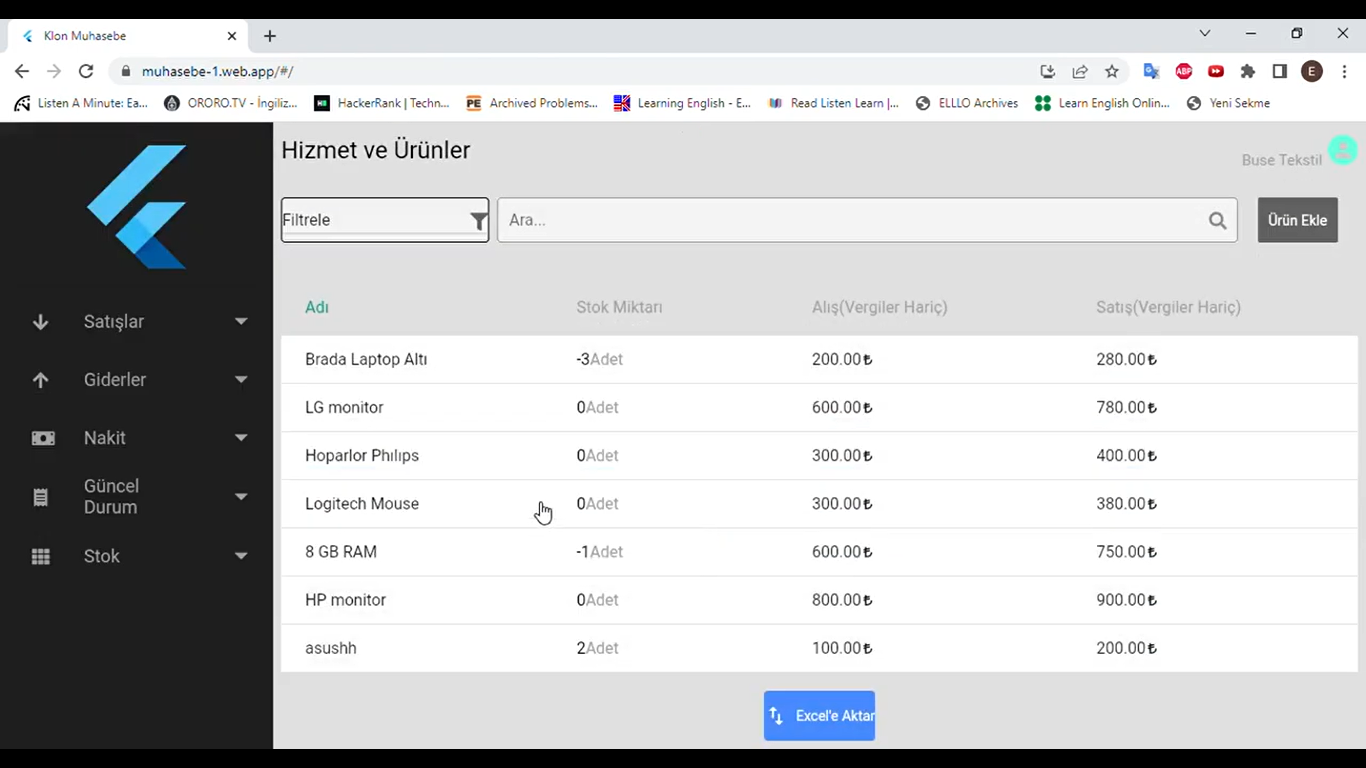 Klon Muhasebe
muhasebe-1.web.app/#/
E
Listen A Minute: Ea... ORORO.TV - İngiliz... HackerRank | Techn... Archived Problems... Learning English - E... Read Listen Learn |... ELLLO Archives Learn English Onlin... Yeni Sekme
Hizmet ve Ürünler
Buse Tekstil
Filtrele Ara... Ürün Ekle
Satışlar
Giderler
Nakit
Güncel
Durum
Stok
Adı Stok Miktarı Alış(Vergiler Hariç) Satış(Vergiler Hariç)
Brada Laptop Altı -3Adet 200.00₺ 280.00₺
LG monitor 0Adet 600.00₺ 780.00₺
Hoparlor Phılıps 0Adet 300.00₺ 400.00₺
Logitech Mouse 0Adet 300.00₺ 380.00₺
8 GB RAM -1Adet 600.00₺ 750.00₺
HP monitor 0Adet 800.00₺ 900.00₺
asushh 2Adet 100.00₺ 200.00₺
Excel'e Aktar